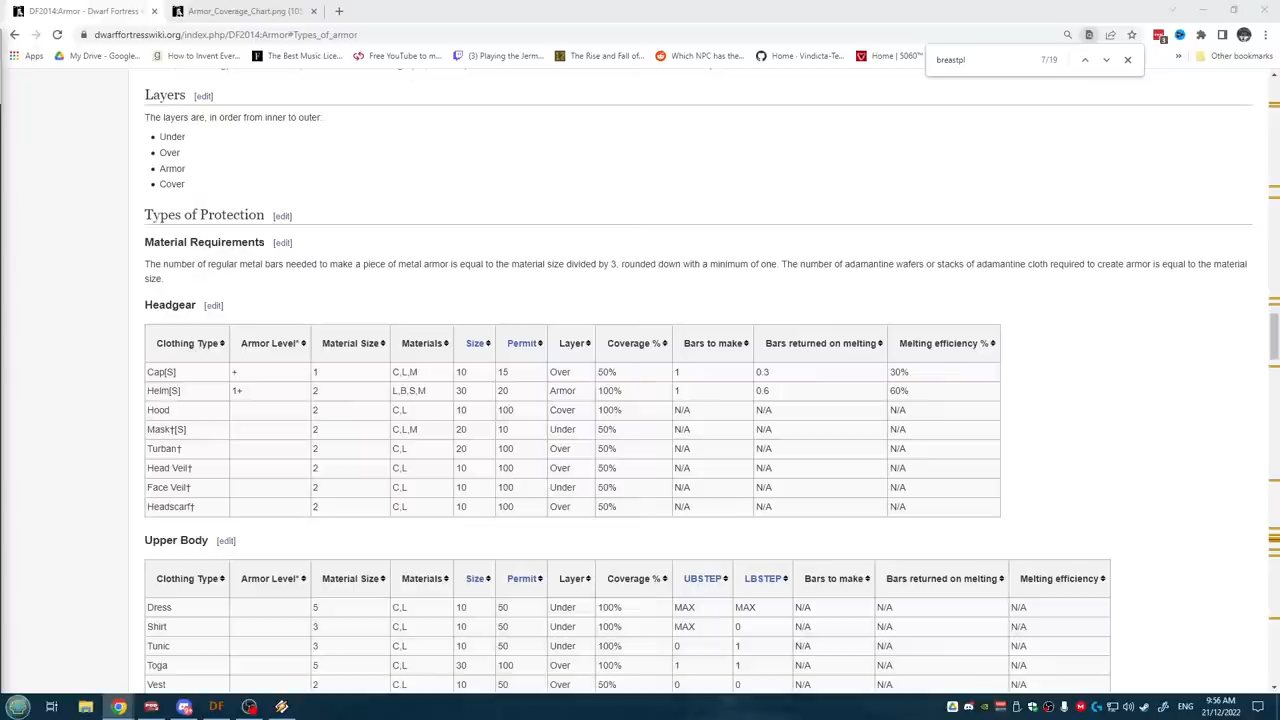 DF2014:Armor - Dwarf Fortress
Armor_Coverage_Chart.png (10
dwarffortresswiki.org/index.php/DF2014:Armor#Types_of_armor
Apps My Drive - Google... How to Invent Ever... The Best Music Lice... Free YouTube to m... (3) Playing the Jerm... The Rise and Fall of... Which NPC has the... Home · Vindicta-Te... Home | 5060™ » Other bookmarks
breastpl 7/19
Layers [edit]
The layers are, in order from inner to outer:
Under
Over
Armor
Cover
Types of Protection [edit]
Material Requirements [edit]
The number of regular metal bars needed to make a piece of metal armor is equal to the material size divided by 3. rounded down with a minimum of one. The number of adamantine wafers or stacks of adamantine cloth required to create armor is equal to the material
size.
Headgear [edit]
Clothing Type Armor Level* Material Size Materials Size Permit Layer Coverage % Bars to make Bars returned on melting Melting efficiency %
Cap[S] + 1 C,L,M 10 15 Over 50% 1 0.3 30%
Helm[S] 1+ 2 L,B,S,M 30 20 Armor 100% 1 0.6 60%
Hood 2 C,L 10 100 Cover 100% N/A N/A N/A
Mask†[S] 2 C,L,M 20 10 Under 50% N/A N/A N/A
Turban† 2 C,L 20 100 Over 50% N/A N/A N/A
Head Veil† 2 C,L 10 100 Over 50% N/A N/A N/A
Face Veil† 2 C,L 10 100 Under 50% N/A N/A N/A
Headscarf† 2 C,L 10 100 Over 50% N/A N/A N/A
Upper Body [edit]
Clothing Type Armor Level* Material Size Materials Size Permit Layer Coverage % UBSTEP LBSTEP Bars to make Bars returned on melting Melting efficiency
Dress 5 C,L 10 50 Under 100% MAX MAX N/A N/A N/A
Shirt 3 C,L 10 50 Under 100% MAX 0 N/A N/A N/A
Tunic 3 C,L 10 50 Under 100% 0 1 N/A N/A N/A
Toga 5 C,L 30 100 Over 100% 1 1 N/A N/A N/A
Vest 2 C,L 10 50 Over 50% 0 0 N/A N/A N/A
DF
ENG
9:56 AM
21/12/2022